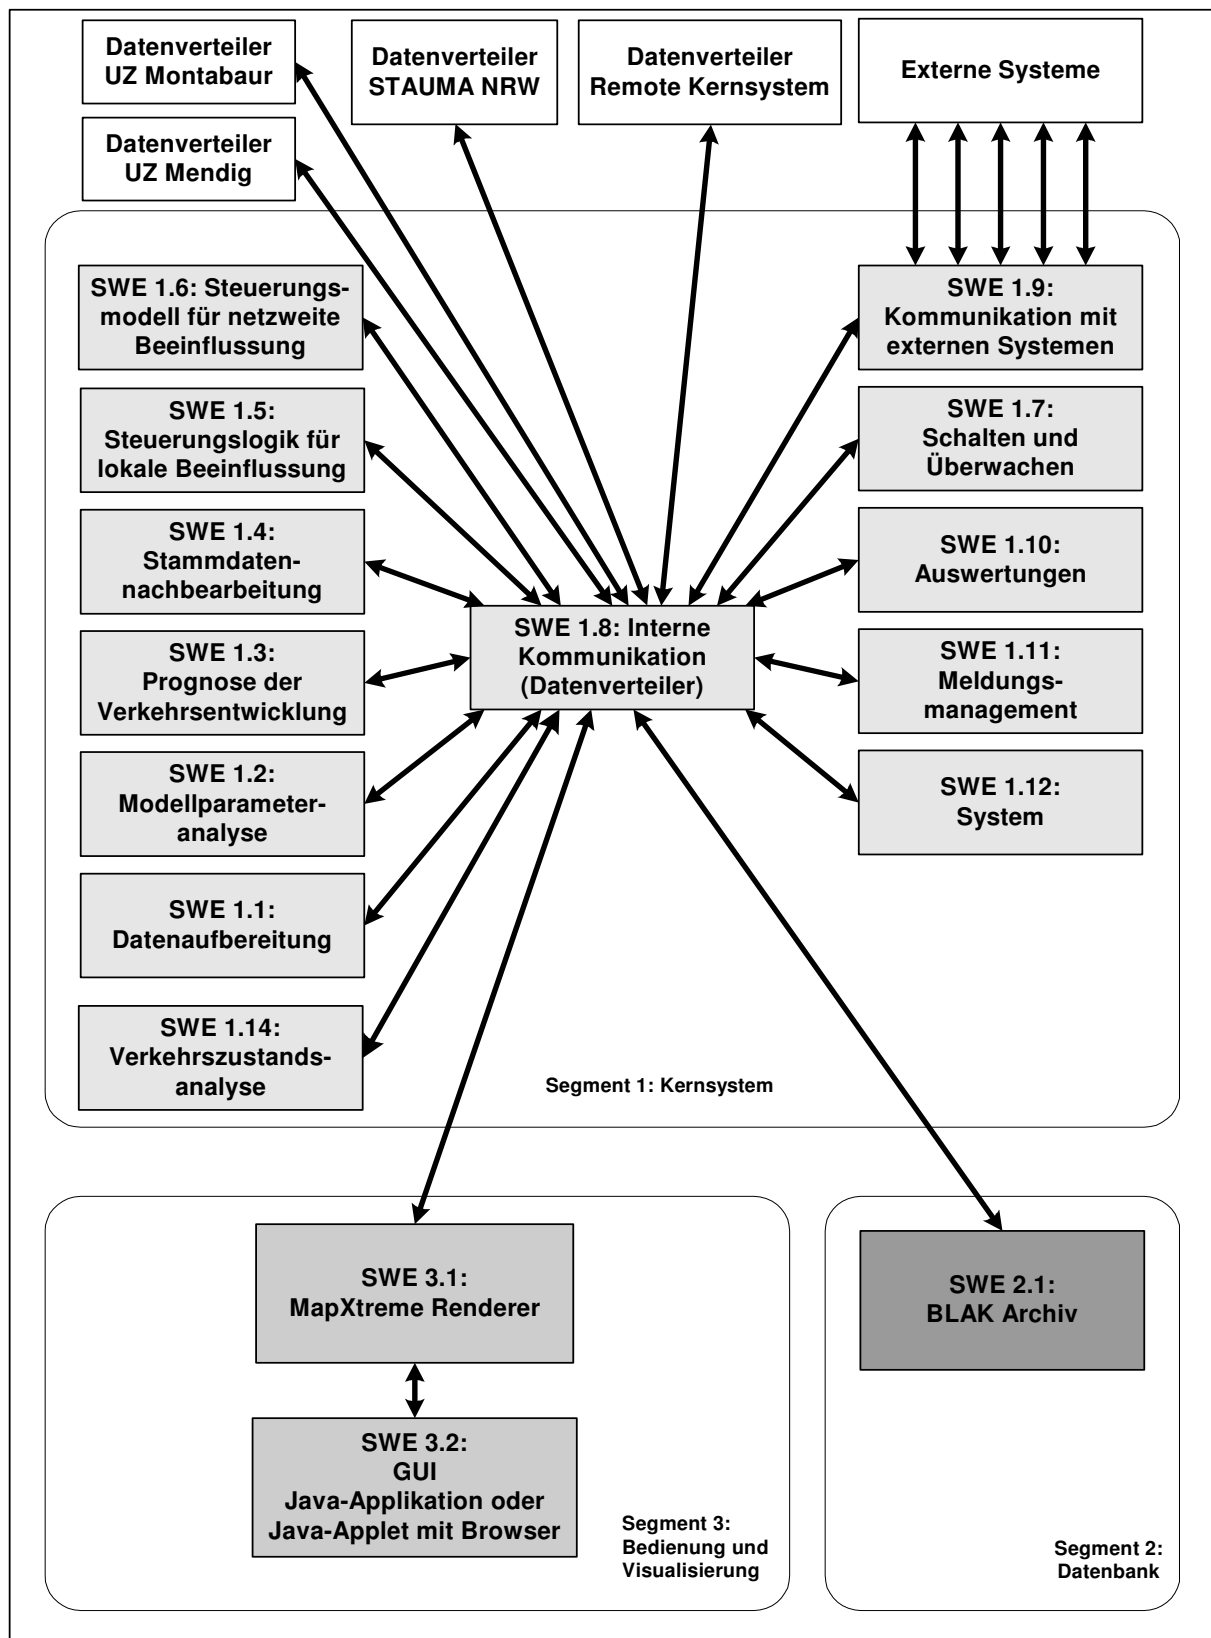 Datenverteiler
UZ Montabaur
Datenverteiler
STAUMA NRW
Datenverteiler
Remote Kernsystem
Externe Systeme
Datenverteiler
UZ Mendig
SWE 1.6: Steuerungs-
modell für netzweite
Beeinflussung
SWE 1.9:
Kommunikation mit
externen Systemen
SWE 1.5:
Steuerungslogik für
lokale Beeinflussung
SWE 1.7:
Schalten und
Überwachen
SWE 1.4:
Stammdaten-
nachbearbeitung
SWE 1.10:
Auswertungen
SWE 1.8: Interne
Kommunikation
(Datenverteiler)
SWE 1.3:
Prognose der
Verkehrsentwicklung
SWE 1.11:
Meldungs-
management
SWE 1.2:
Modellparameter-
analyse
SWE 1.12:
System
SWE 1.1:
Datenaufbereitung
SWE 1.14:
Verkehrszustands-
analyse
Segment 1: Kernsystem
SWE 3.1:
MapXtreme Renderer
SWE 2.1:
BLAK Archiv
SWE 3.2:
GUI
Java-Applikation oder
Java-Applet mit Browser
Segment 3:
Bedienung und
Visualisierung
Segment 2:
Datenbank